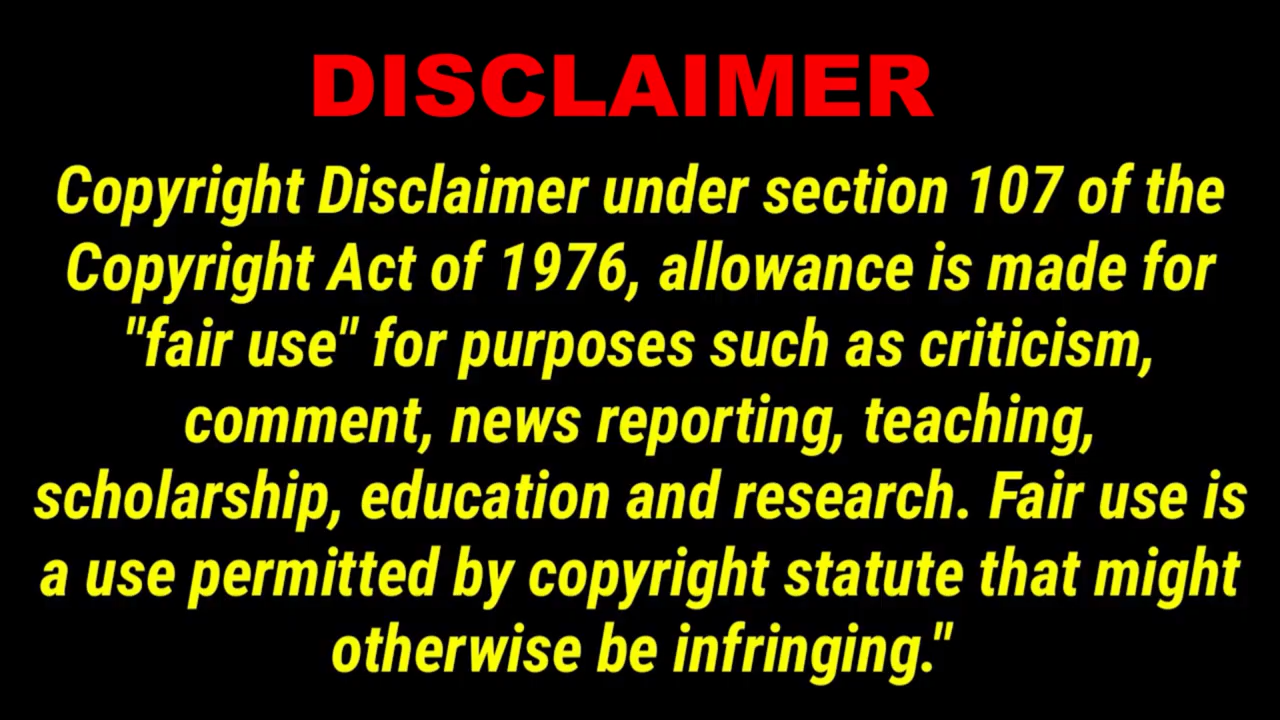 DISCLAIMER
Copyright Disclaimer under section 107 of the
Copyright Act of 1976, allowance is made for
"fair use" for purposes such as criticism,
comment, news reporting, teaching,
scholarship, education and research. Fair use is
a use permitted by copyright statute that might
otherwise be infringing."